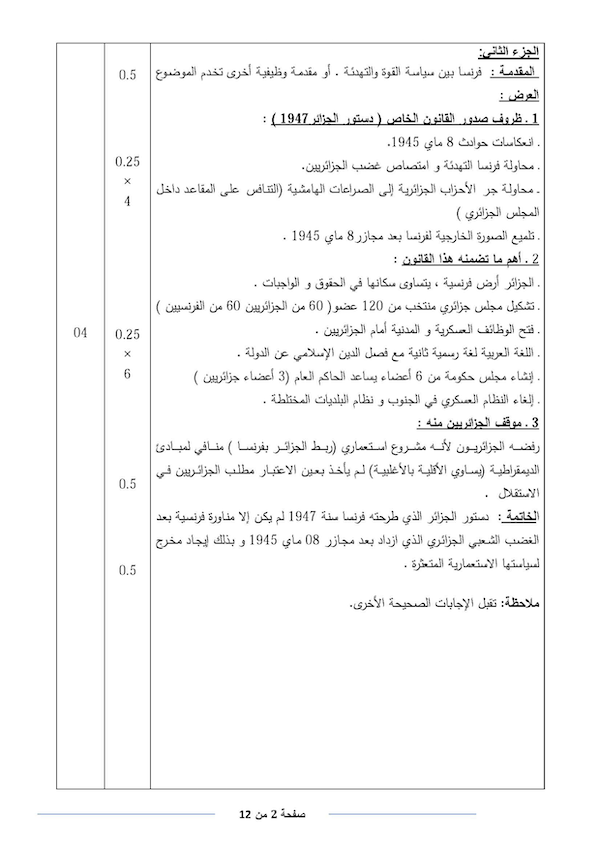 الجزء الثاني:
المقدمة : فرنسا بين سياسة القوة والتهدئة . أو مقدمة وظيفية أخرى تخدم الموضوع
0.5
العرض :
1 . ظروف صدور القانون الخاص ( دستور الجزائر1947 ) :
. انعكاسات حوادث 8 ماي 1945.
. محاولة فرنسا التهدئة و امتصاص غضب الجزائريين.
0.25
×
4
ـ محاولة جر الأحزاب الجزائرية إلى الصراعات الهامشية (التنافس على المقاعد داخل
المجلس الجزائري )
. تلميع الصورة الخارجية لفرنسا بعد مجازر8 ماي 1945 .
2 . أهم ما تضمنه هذا القانون :
. الجزائر أرض فرنسية ، يتساوى سكانها في الحقوق و الواجبات .
. تشكيل مجلس جزائري منتخب من 120 عضو( 60 من الجزائريين 60 من الفرنسيين )
. فتح الوظائف العسكرية و المدنية أمام الجزائريين .
0.25
×
6
04
. اللغة العربية لغة رسمية ثانية مع فصل الدين الإسلامي عن الدولة .
. إنشاء مجلس حكومة من 6 أعضاء يساعد الحاكم العام (3 أعضاء جزائريين )
. إلغاء النظام العسكري في الجنوب و نظام البلديات المختلطة .
3 . موقف الجزائريين منه :
رفضه الجزائريون لأنه مشروع استعماري (ربط الجزائر بفرنسا ) منافي لمبادئ
الديمقراطية (يساوي الأقلية بالأغلبية) لم يأخذ بعين الاعتبار مطلب الجزائريين في
0.5
الاستقلال .
الخاتمة : دستور الجزائر الذي طرحته فرنسا سنة 1947 لم يكن إلا مناورة فرنسية بعد
الغضب الشعبي الجزائري الذي ازداد بعد مجازر 08 ماي 1945 و بذلك إيجاد مخرج
لسياستها الاستعمارية المتعثرة .
0.5
ملاحظة: تقبل الإجابات الصحيحة الأخرى.
صفحة 2 من 12